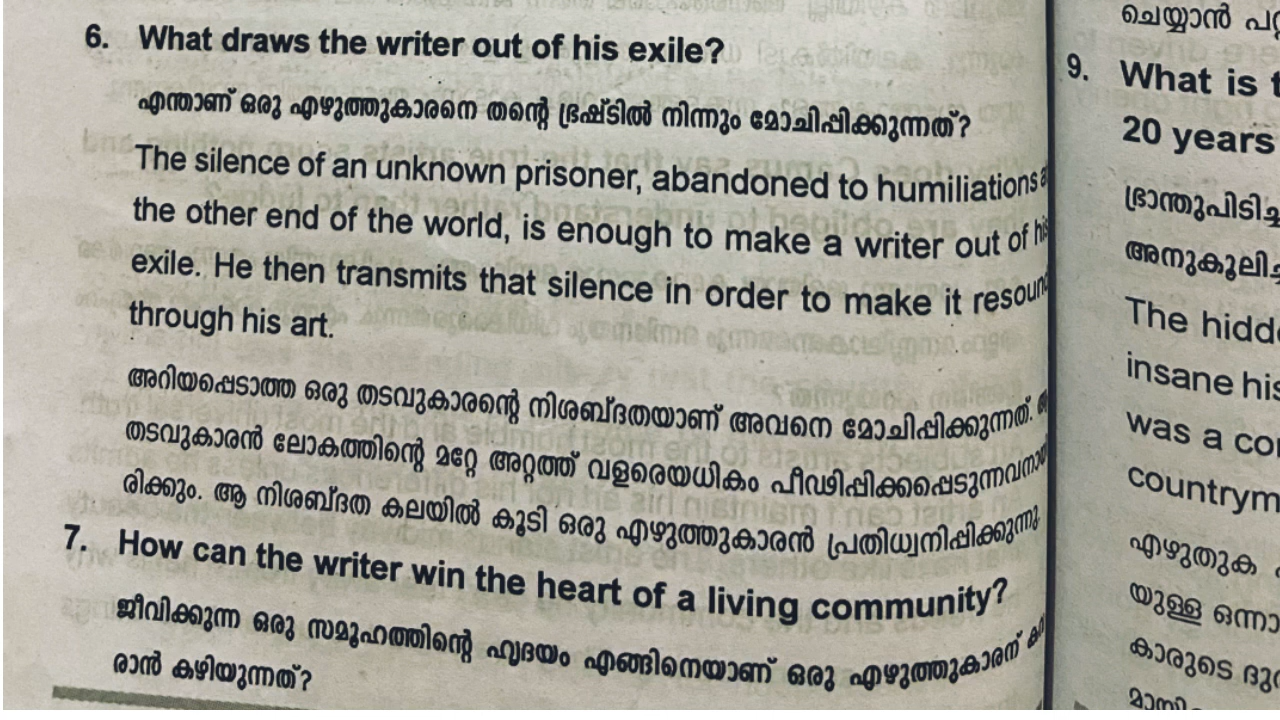 6. What draws the writer out of his exile?
എന്താണ് ഒരു എഴുത്തുകാരനെ തന്റെ ഭ്രഷ്ടിൽ നിന്നും മോചിപ്പിക്കുന്നത്?
The silence of an unknown prisoner, abandoned to humiliations
the other end of the world, is enough to make a writer out of his
exile. He then transmits that silence in order to make it resound
through his art.
അറിയപ്പെടാത്ത ഒരു തടവുകാരന്റെ നിശബ്ദതയാണ് അവനെ മോചിപ്പിക്കുന്നത്.
തടവുകാരൻ ലോകത്തിന്റെ മറ്റേ അറ്റത്ത് വളരെയധികം പീഢിപ്പിക്കപ്പെടുന്നവനായി
രിക്കും. ആ നിശബ്ദത കലയിൽ കൂടി ഒരു എഴുത്തുകാരൻ പ്രതിധ്വനിപ്പിക്കുന്നു
7. How can the writer win the heart of a living community?
ജീവിക്കുന്ന ഒരു സമൂഹത്തിന്റെ ഹൃദയം എങ്ങിനെയാണ് ഒരു എഴുത്തുകാരന്
രാൻ കഴിയുന്നത്?
ചെയ്യാൻ
9. What is
20 years
ഭ്രാന്തുപിടിച്ച
The
insane his
was a
എഴുതുക
യുള്ള
കാരുടെ